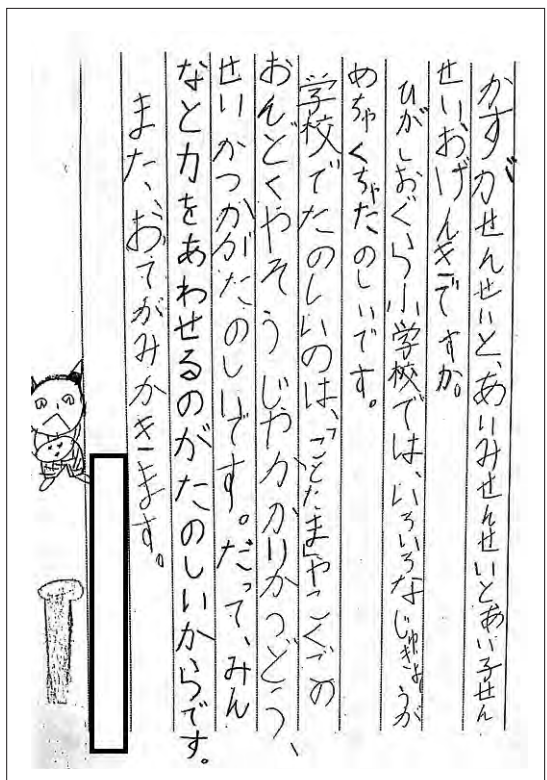 かずがせんせいと、あいみせんせいとあい子せん
せいおげんきですか。
ひがしおぐら小学校では、いろいろなじゅぎょうが
めちゃくちゃたのしいです。
学校でたのしいのは、「ことたま」やこくごの
おんどくやそうじやかかりかつどう、
せいかつかがたのしいです。だって、みん
なと力をあわせるのがたのしいからです。
また、おてがみかきます。